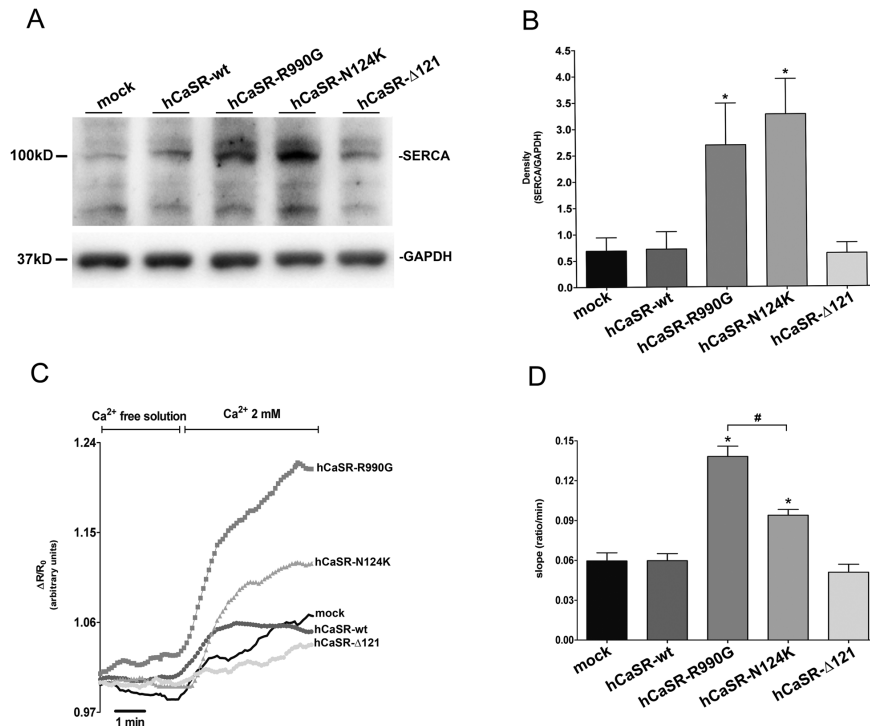 A
mock
hCaSR-wt
hCaSR-R990G
hCaSR-N124K
hCaSR-Δ121
100kD
-SERCA
37kD
-GAPDH
B
Density
(SERCA/GAPDH)
4.5
4.0
3.5
3.0
2.5
2.0
1.5
1.0
0.5
0.0
*
*
mock
hCaSR-wt
hCaSR-R990G
hCaSR-N124K
hCaSR-Δ121
C
Ca2+ free solution
Ca2+ 2 mM
ΔR/R0
(arbitrary units)
1.24
1.15
1.06
0.97
hCaSR-R990G
hCaSR-N124K
mock
hCaSR-wt
hCaSR-Δ121
1 min
D
slope (ratio/min)
0.15
0.12
0.09
0.06
0.03
0.00
#
*
*
mock
hCaSR-wt
hCaSR-R990G
hCaSR-N124K
hCaSR-Δ121